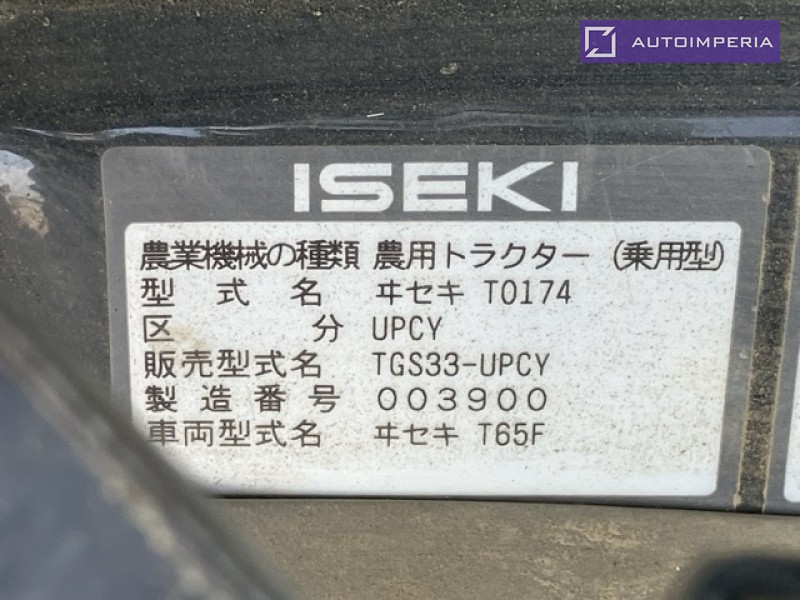 AUTOIMPERIA
ISEKI
農業機械の種類 農用トラクター (乗用型)
型式名 ヰセキ T0174
区分 UPCY
販売型式名 TGS33-UPCY
製造番号 003900
車両型式名 ヰセキ T65F